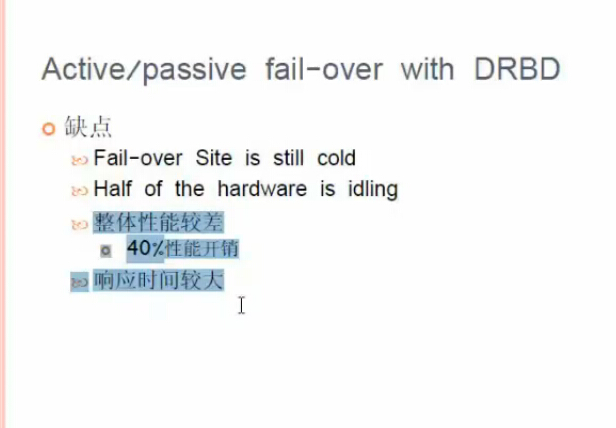 Active/passive fail-over with DRBD
缺点
Fail-over Site is still cold
Half of the hardware is idling
整体性能较差
40%性能开销
响应时间较大